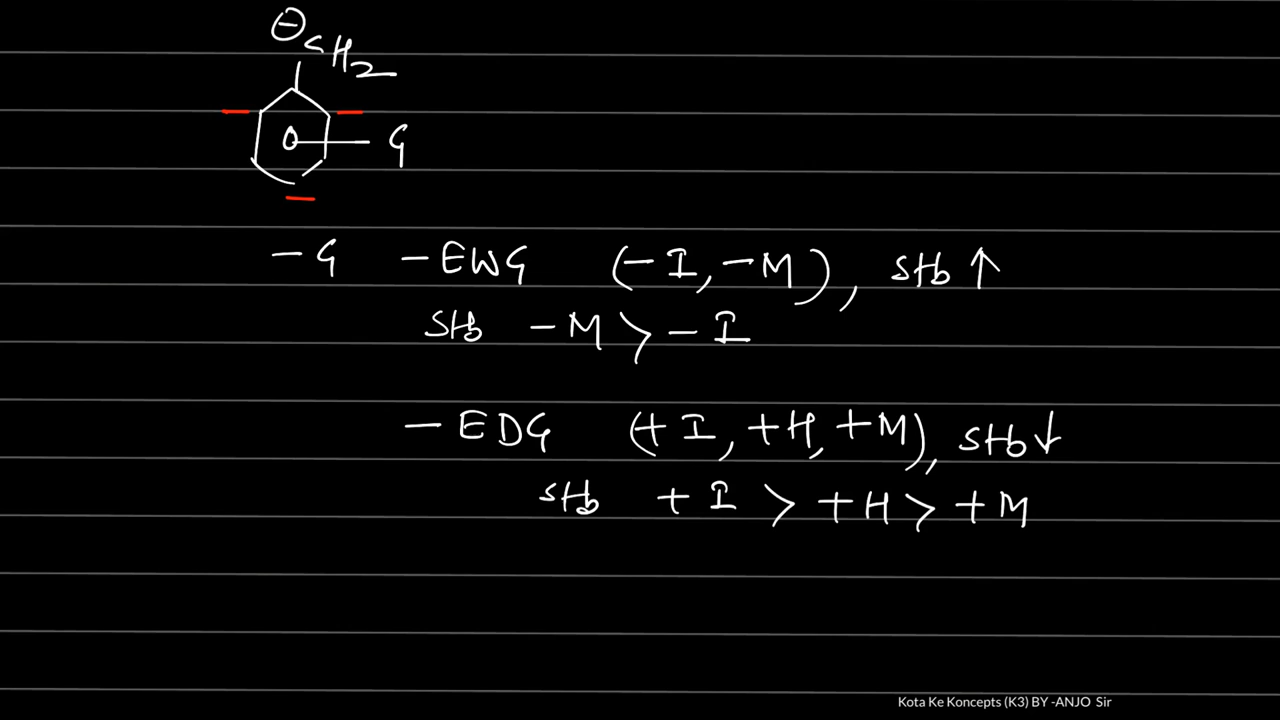 ⊖CH2
G
- G - EWG (-I, -M), stb ↑
stb -M > -I
- EDG (+I, +H, +M), stb ↓
stb +I > +H > +M
Kota Ke Koncepts (K3) BY -ANJO Sir